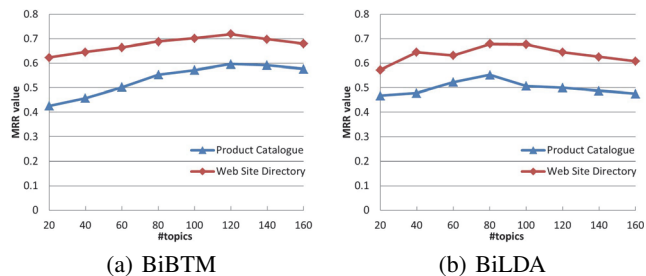 0.8
0.7
0.6
0.5
0.4
0.3
0.2
0.1
0
MRR value
Product Catalogue
Web Site Directory
20 40 60 80 100 120 140 160
#topics
(a) BiBTM
0.8
0.7
0.6
0.5
0.4
0.3
0.2
0.1
0
MRR value
Product Catalogue
Web Site Directory
20 40 60 80 100 120 140 160
#topics
(b) BiLDA